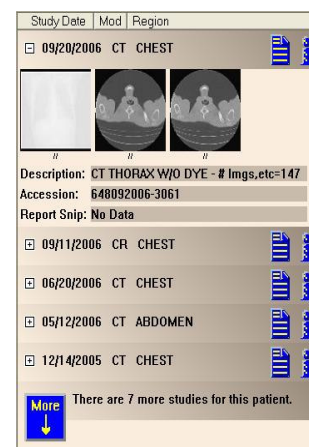 Study Date Mod Region
09/20/2006 CT CHEST
// // //
Description: CT THORAX W/O DYE - # Imgs,etc=147
Accession: 648092006-3061
Report Snip: No Data
09/11/2006 CR CHEST
06/20/2006 CT CHEST
05/12/2006 CT ABDOMEN
12/14/2005 CT CHEST
More There are 7 more studies for this patient.